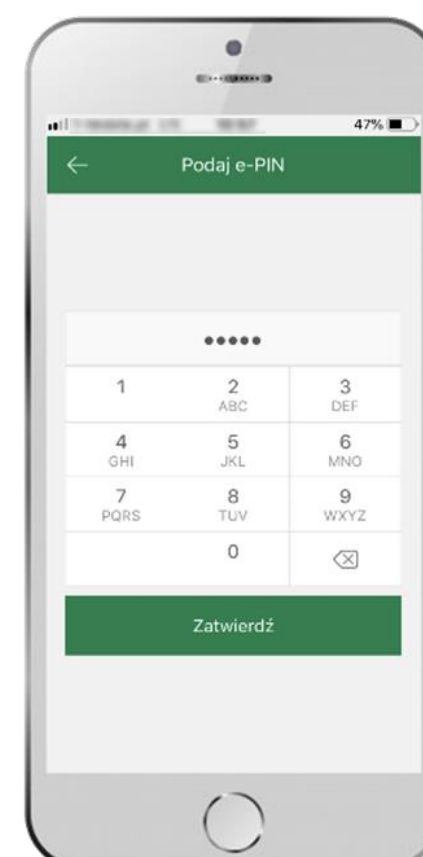 47%
Podaj e-PIN
•••••
1 2 3
ABC DEF
4 5 6
GHI JKL MNO
7 8 9
PQRS TUV WXYZ
0
Zatwierdź